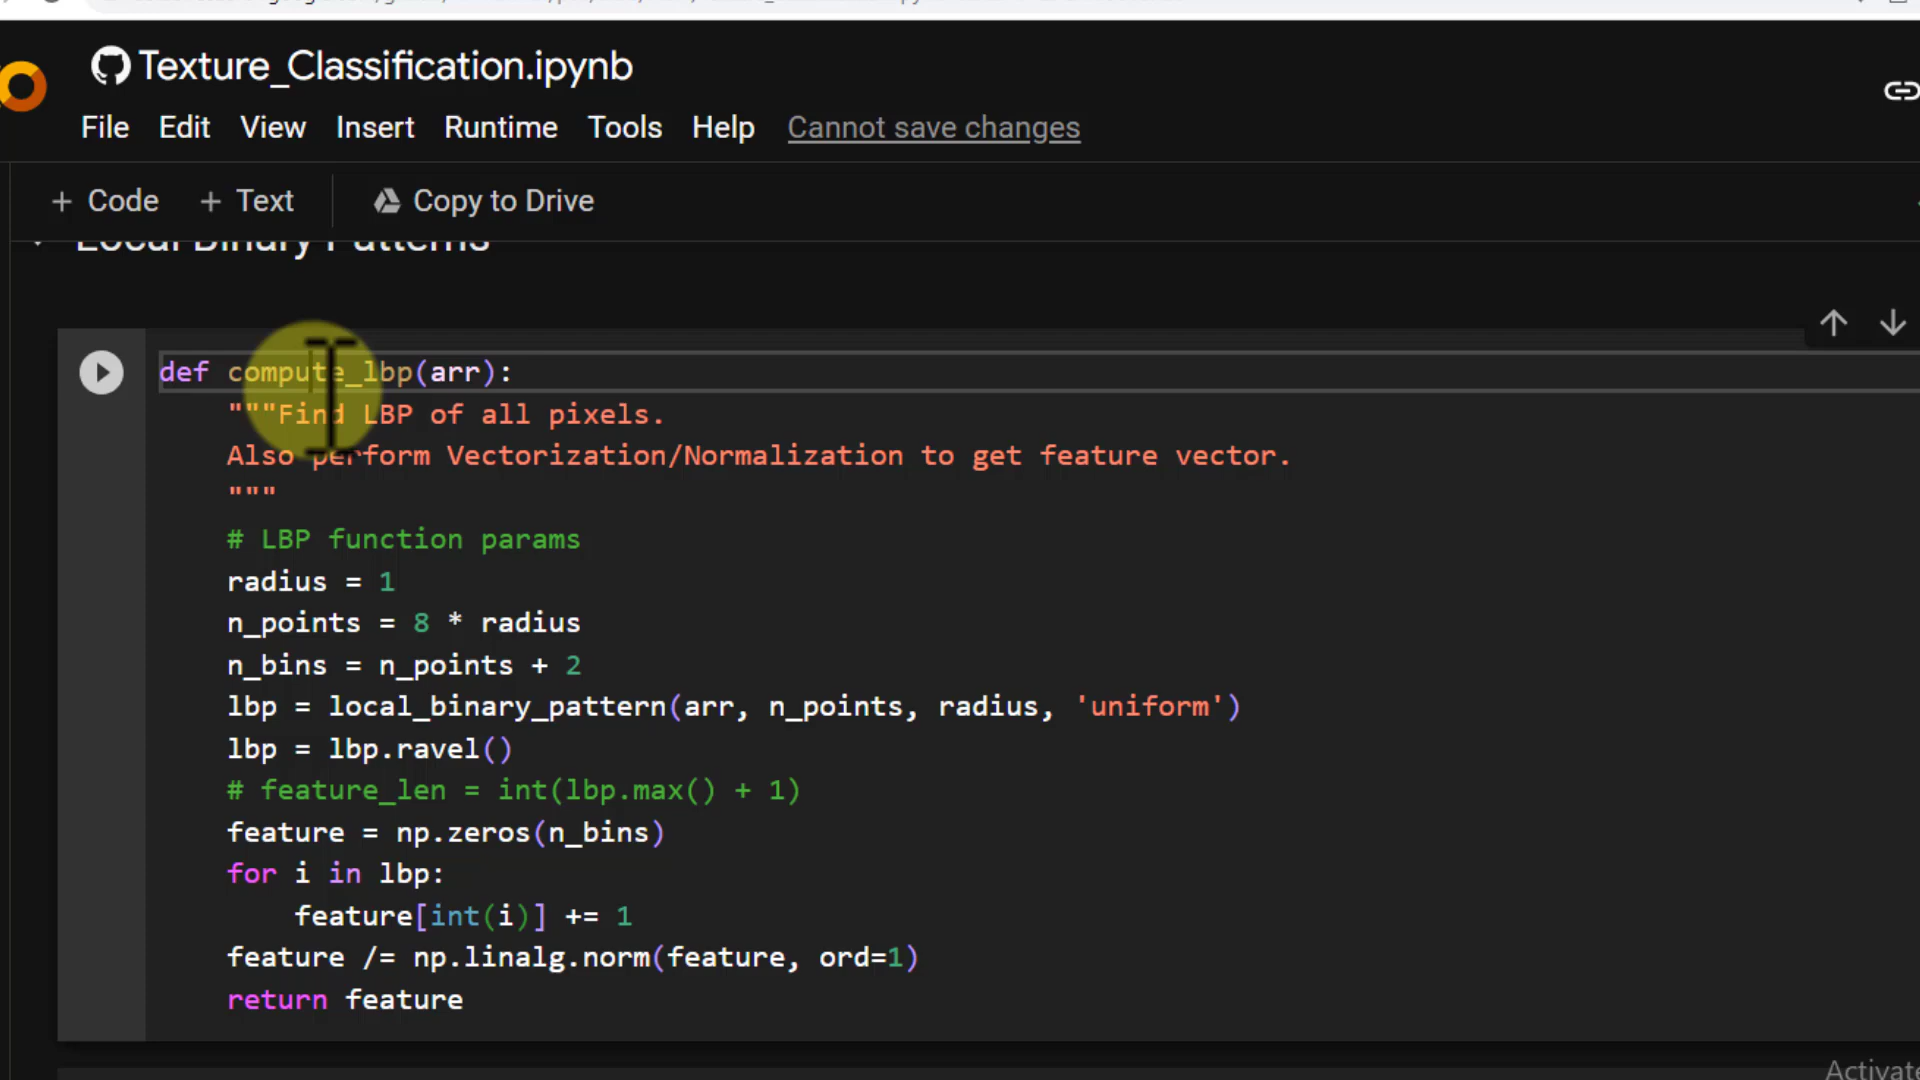 Texture_Classification.ipynb
File Edit View Insert Runtime Tools Help Cannot save changes
+ Code + Text Copy to Drive
Local Binary Patterns
def compute_lbp(arr):
    """Find LBP of all pixels.
    Also perform Vectorization/Normalization to get feature vector.
    """
    # LBP function params
    radius = 1
    n_points = 8 * radius
    n_bins = n_points + 2
    lbp = local_binary_pattern(arr, n_points, radius, 'uniform')
    lbp = lbp.ravel()
    # feature_len = int(lbp.max() + 1)
    feature = np.zeros(n_bins)
    for i in lbp:
        feature[int(i)] += 1
    feature /= np.linalg.norm(feature, ord=1)
    return feature
Activate